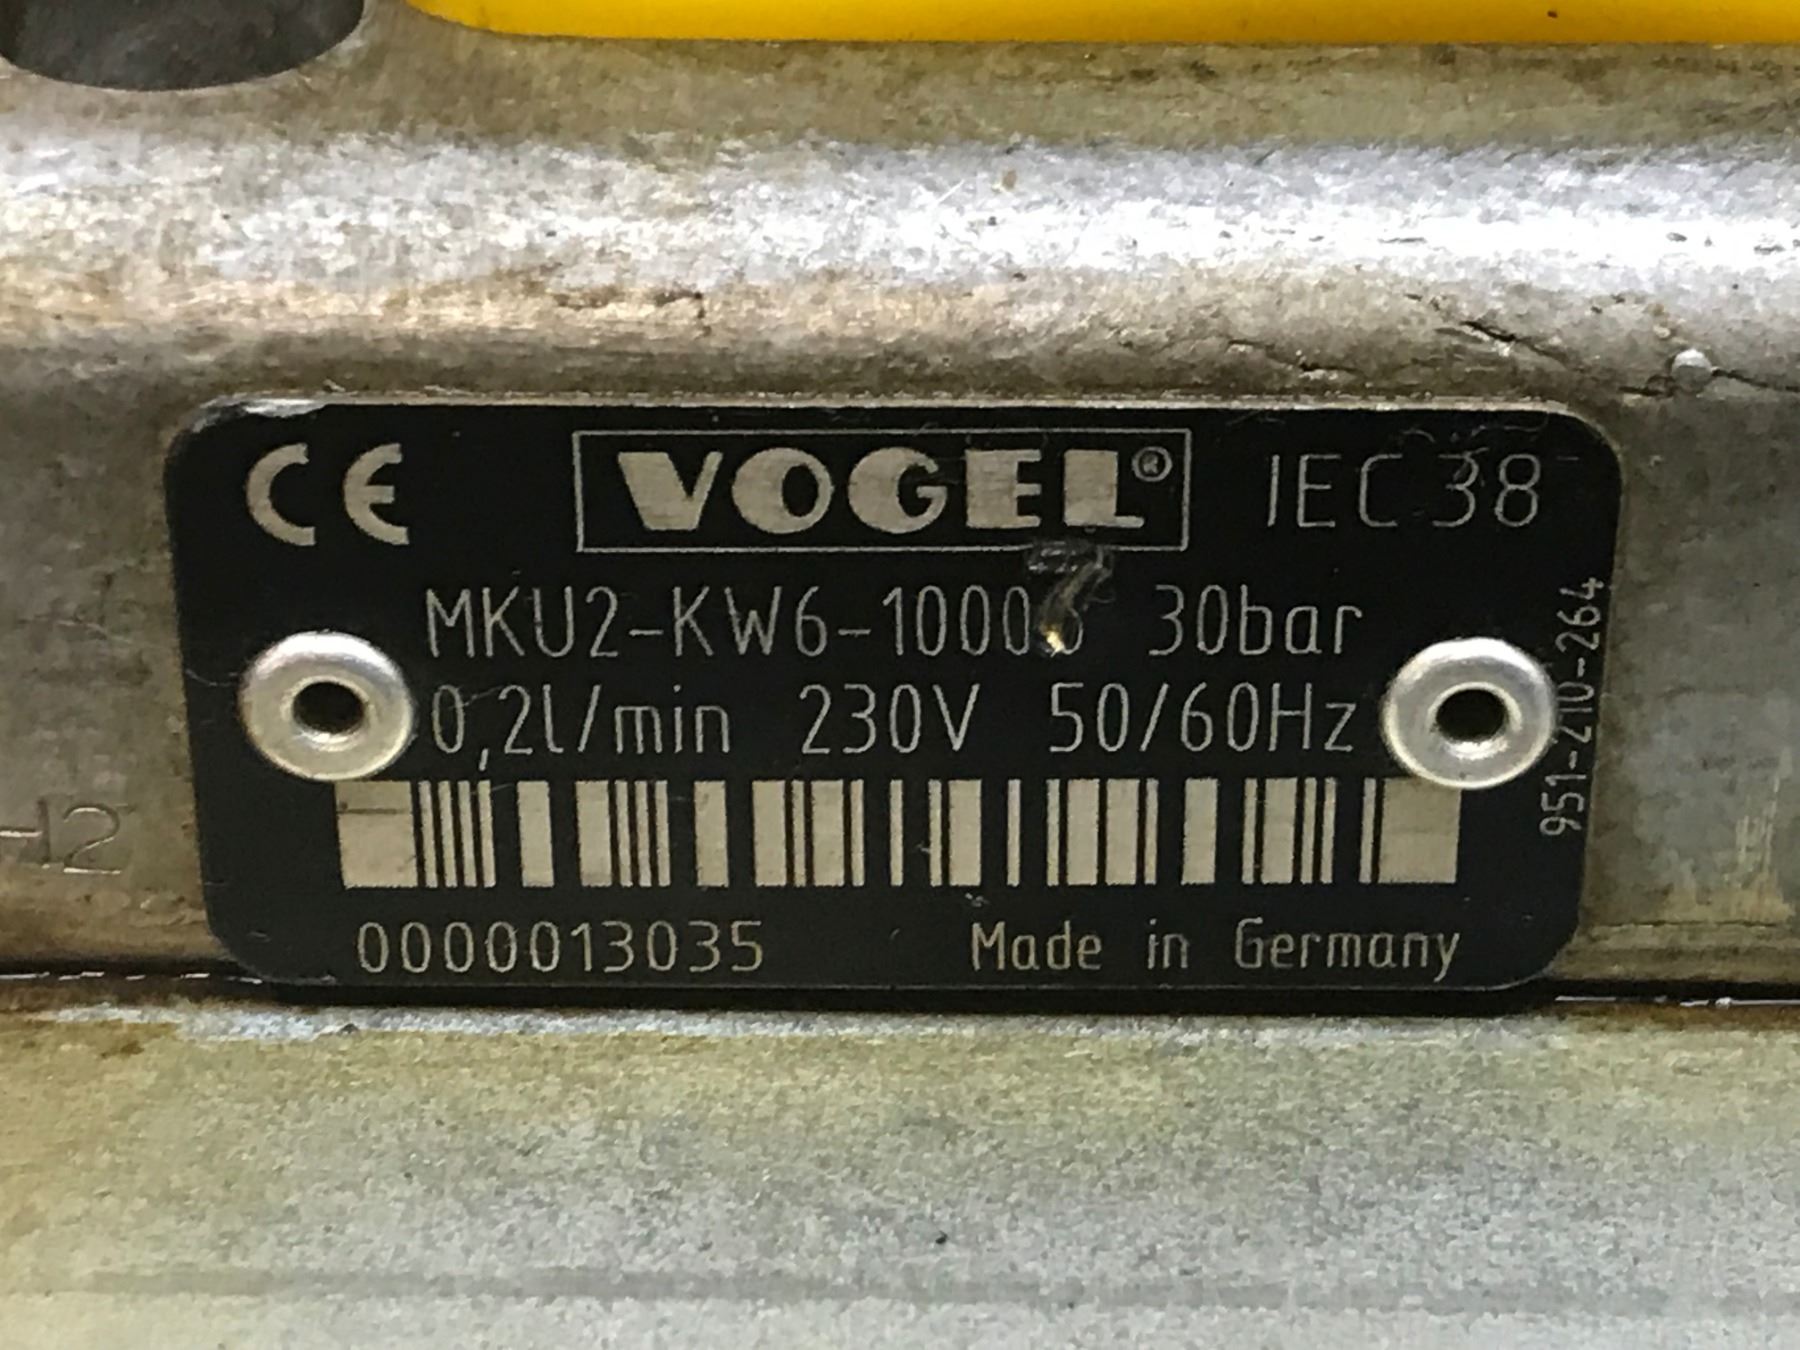 CE VOGEL® IEC 38
30bar
0,2l/min 230V 50/60Hz
951-210-264
0000013035 Made in Germany